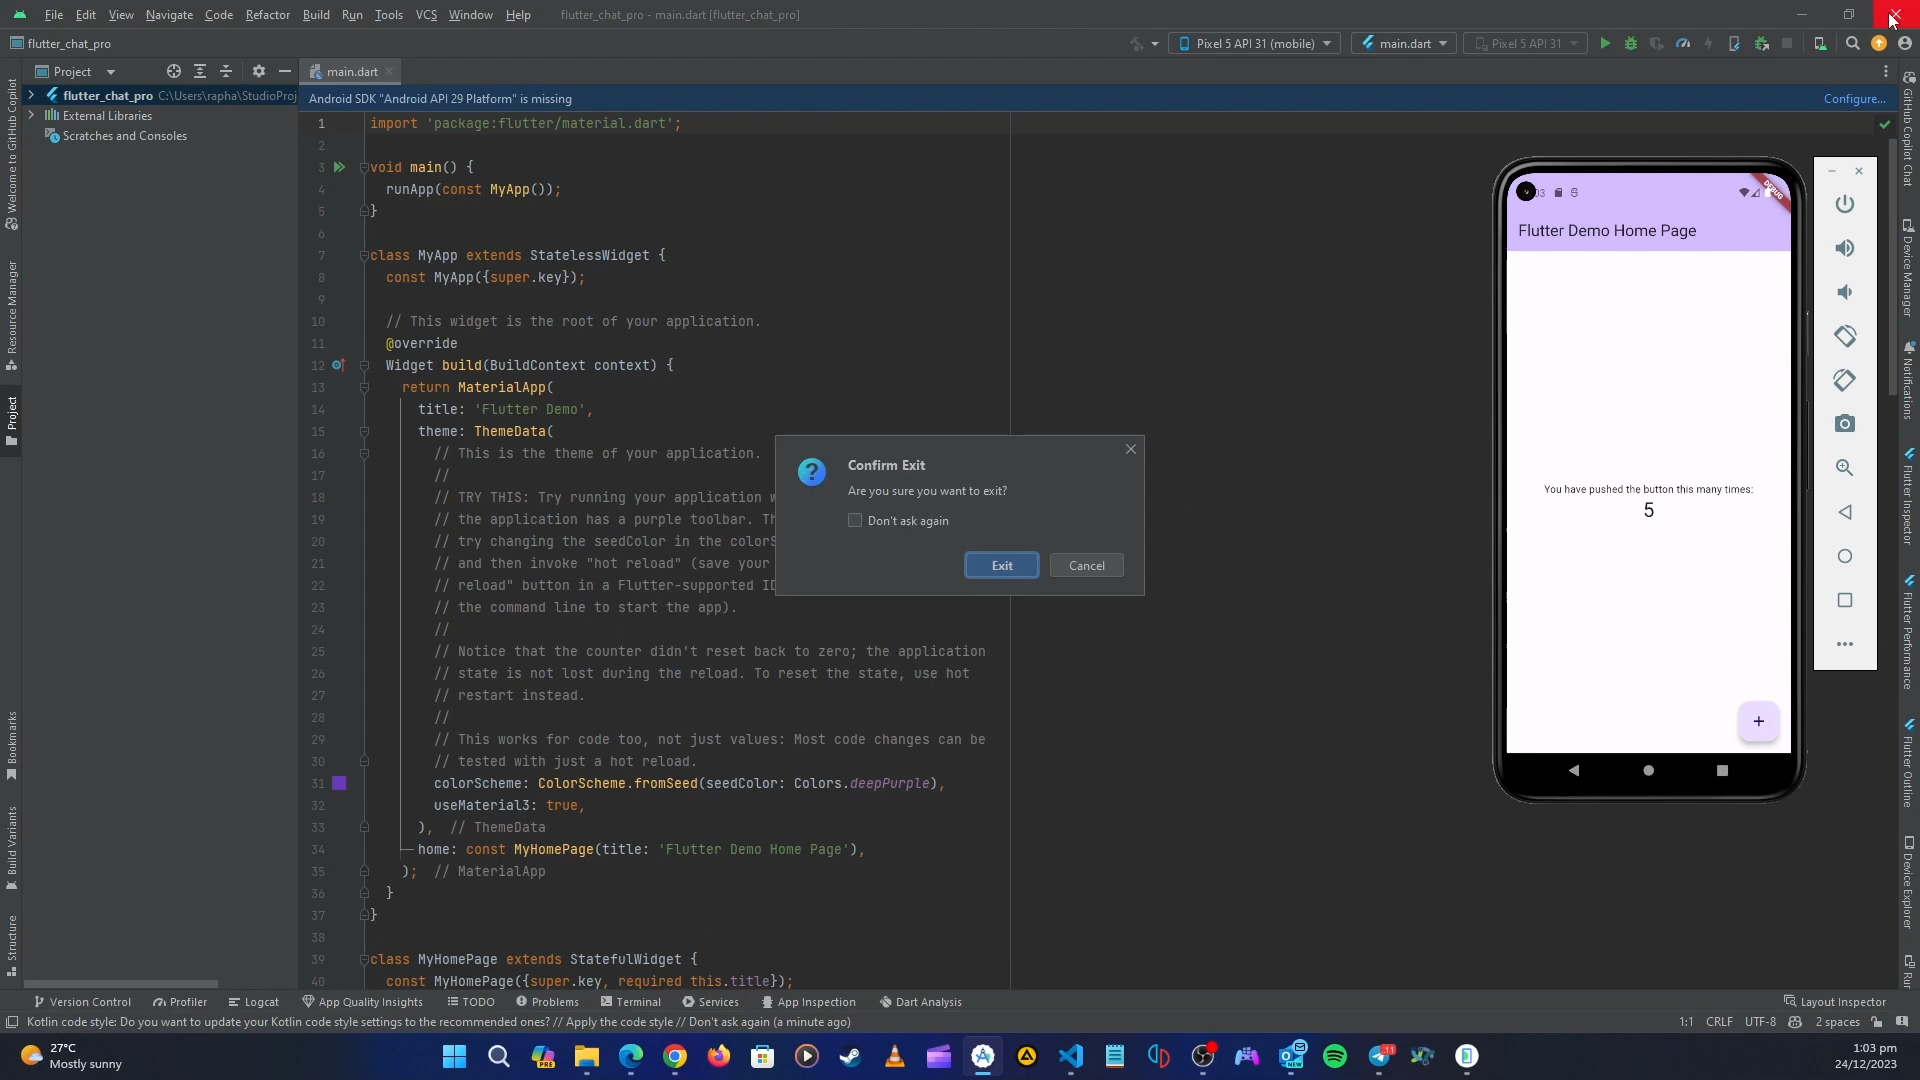 File Edit View Navigate Code Refactor Build Run Tools VCS Window Help flutter_chat_pro - main.dart [flutter_chat_pro]
flutter_chat_pro
Pixel 5 API 31 (mobile)
main.dart
Pixel 5 API 31
Project
main.dart
flutter_chat_pro C:\Users\rapha\StudioProj
External Libraries
Scratches and Consoles
Android SDK "Android API 29 Platform" is missing
Configure...
1 import 'package:flutter/material.dart';
2
3 void main() {
4 runApp(const MyApp());
5 }
6
7 class MyApp extends StatelessWidget {
8 const MyApp({super.key});
9
10 // This widget is the root of your application.
11 @override
12 Widget build(BuildContext context) {
13 return MaterialApp(
14 title: 'Flutter Demo',
15 theme: ThemeData(
16 // This is the theme of your application.
17 //
18 // TRY THIS: Try running your application
19 // the application has a purple toolbar.
20 // try changing the seedColor in the
21 // and then invoke "hot reload" (save your
22 // reload" button in a Flutter-supported
23 // the command line to start the app).
24 //
25 // Notice that the counter didn't reset back to zero; the application
26 // state is not lost during the reload. To reset the state, use hot
27 // restart instead.
28 //
29 // This works for code too, not just values: Most code changes can be
30 // tested with just a hot reload.
31 colorScheme: ColorScheme.fromSeed(seedColor: Colors.deepPurple),
32 useMaterial3: true,
33 ), // ThemeData
34 home: const MyHomePage(title: 'Flutter Demo Home Page'),
35 ); // MaterialApp
36 }
37 }
38
39 class MyHomePage extends StatefulWidget {
40 const MyHomePage({super.key, required this.title});
Confirm Exit
Are you sure you want to exit?
Don't ask again
Exit
Cancel
DEBUG
Flutter Demo Home Page
You have pushed the button this many times:
5
+
Welcome to GitHub Copilot
Resource Manager
Project
Bookmarks
Build Variants
Structure
GitHub Copilot Chat
Device Manager
Notifications
Flutter Inspector
Flutter Performance
Flutter Outline
Device Explorer
Version Control Profiler Logcat App Quality Insights TODO Problems Terminal Services App Inspection Dart Analysis Layout Inspector
Kotlin code style: Do you want to update your Kotlin code style settings to the recommended ones? // Apply the code style // Don't ask again (a minute ago)
1:1 CRLF UTF-8 2 spaces
27°C
Mostly sunny
PRE
NEW
11
1:03 pm
24/12/2023